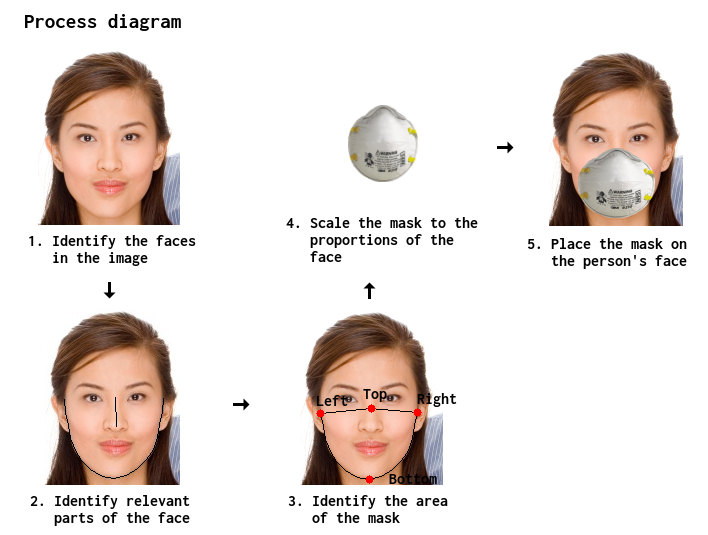 Process diagram
1. Identify the faces
in the image
4. Scale the mask to the
proportions of the
face
5. Place the mask on
the person's face
Left
Top
Right
Bottom
2. Identify relevant
parts of the face
3. Identify the area
of the mask